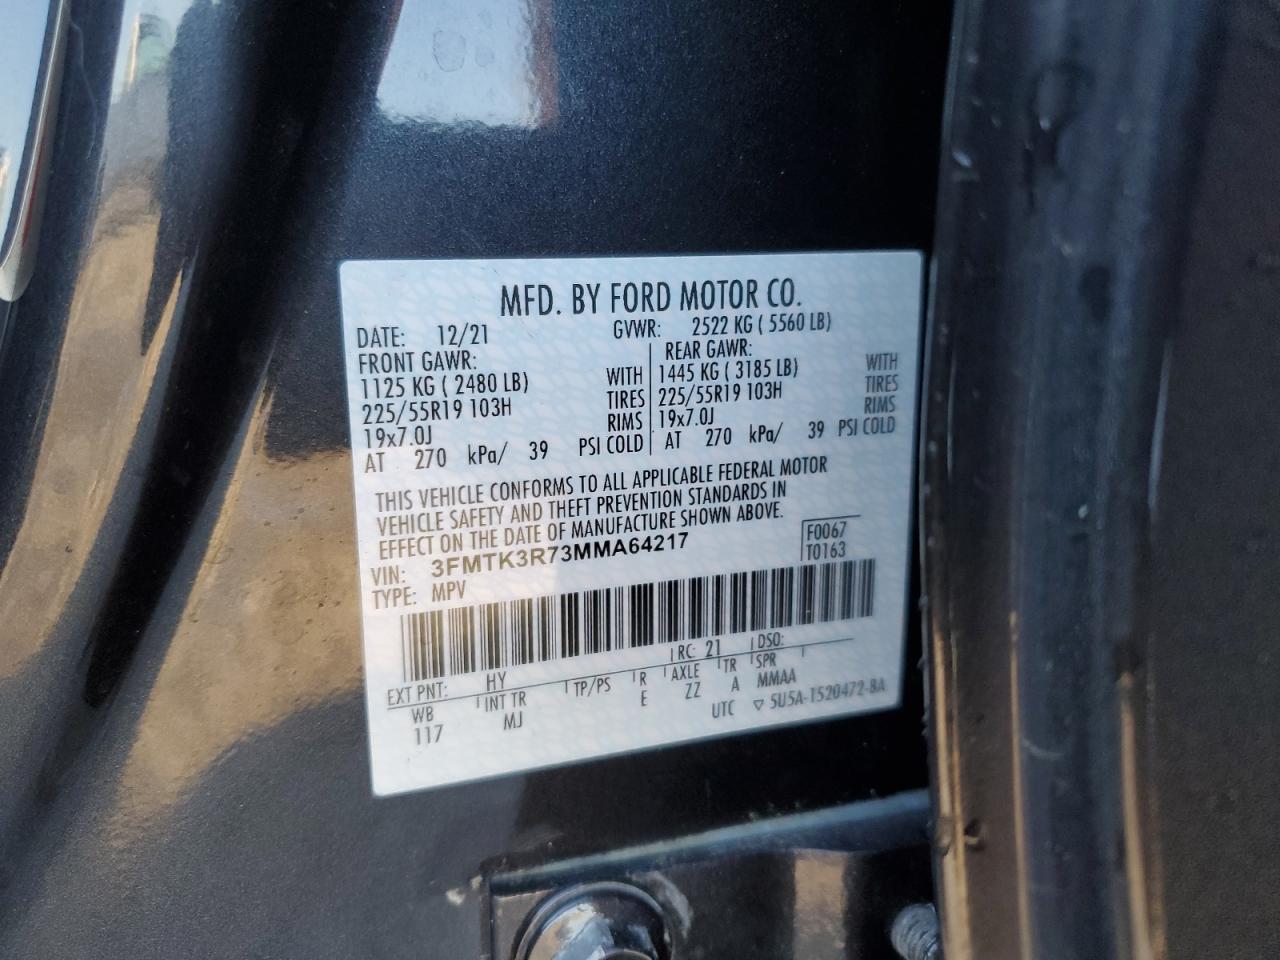 MFD. BY FORD MOTOR CO.
DATE: 12/21 GVWR: 2522 KG ( 5560 LB)
FRONT GAWR: REAR GAWR:
1125 KG ( 2480 LB) WITH 1445 KG ( 3185 LB) WITH
225/55R19 103H TIRES 225/55R19 103H TIRES
19x7.0J RIMS 19x7.0J RIMS
AT 270 kPa/ 39 PSI COLD AT 270 kPa/ 39 PSI COLD
THIS VEHICLE CONFORMS TO ALL APPLICABLE FEDERAL MOTOR
VEHICLE SAFETY AND THEFT PREVENTION STANDARDS IN
EFFECT ON THE DATE OF MANUFACTURE SHOWN ABOVE.
VIN: 3FMTK3R73MMA64217 F0067
TYPE: MPV T0163
RC: 21 DSO:
EXT PNT: HY
WB INT TR TP/PS R AXLE TR SPR
117 MJ E ZZ A MMAA
UTC ▽ 5U5A-1520472-BA